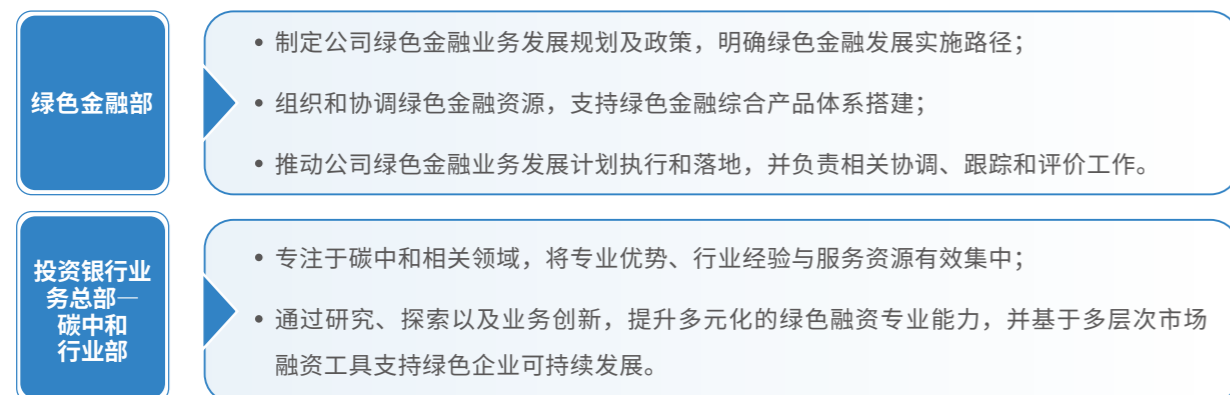 绿色金融部
• 制定公司绿色金融业务发展规划及政策，明确绿色金融发展实施路径；
• 组织和协调绿色金融资源，支持绿色金融综合产品体系搭建；
• 推动公司绿色金融业务发展计划执行和落地，并负责相关协调、跟踪和评价工作。
投资银行业
务总部—
碳中和
行业部
• 专注于碳中和相关领域，将专业优势、行业经验与服务资源有效集中；
• 通过研究、探索以及业务创新，提升多元化的绿色融资专业能力，并基于多层次市场
融资工具支持绿色企业可持续发展。